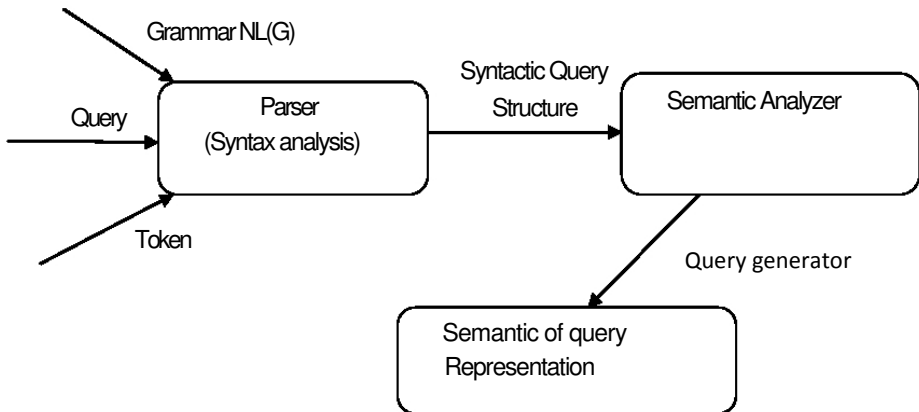 Grammar NL(G)
Query
Token
Parser
(Syntax analysis)
Syntactic Query
Structure
Semantic Analyzer
Query generator
Semantic of query
Representation